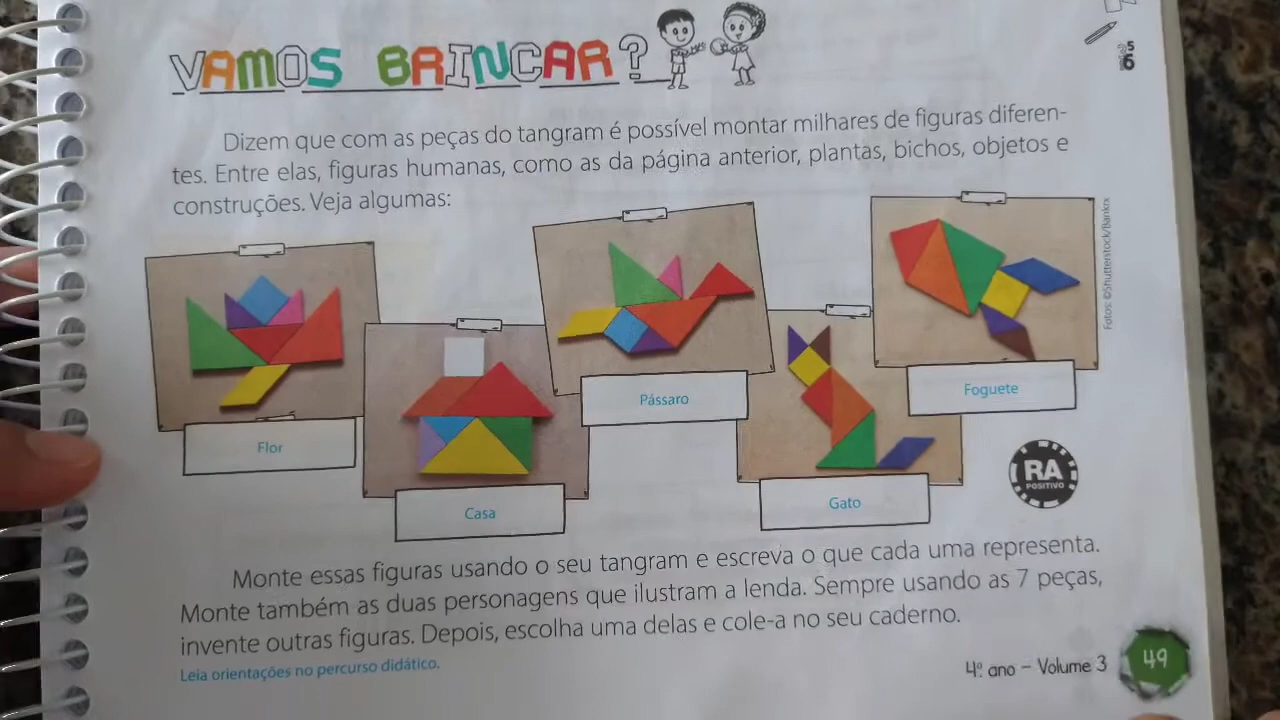 VAMOS BRINCAR?
Dizem que com as peças do tangram é possível montar milhares de figuras diferen-
tes. Entre elas, figuras humanas, como as da página anterior, plantas, bichos, objetos e
construções. Veja algumas:
Flor
Casa
Pássaro
Gato
Foguete
Fotos: ©Shutterstock/Bankrx
RA
POSITIVO
Monte essas figuras usando o seu tangram e escreva o que cada uma representa.
Monte também as duas personagens que ilustram a lenda. Sempre usando as 7 peças,
invente outras figuras. Depois, escolha uma delas e cole-a no seu caderno.
Leia orientações no percurso didático.
4º. ano – Volume 3
49